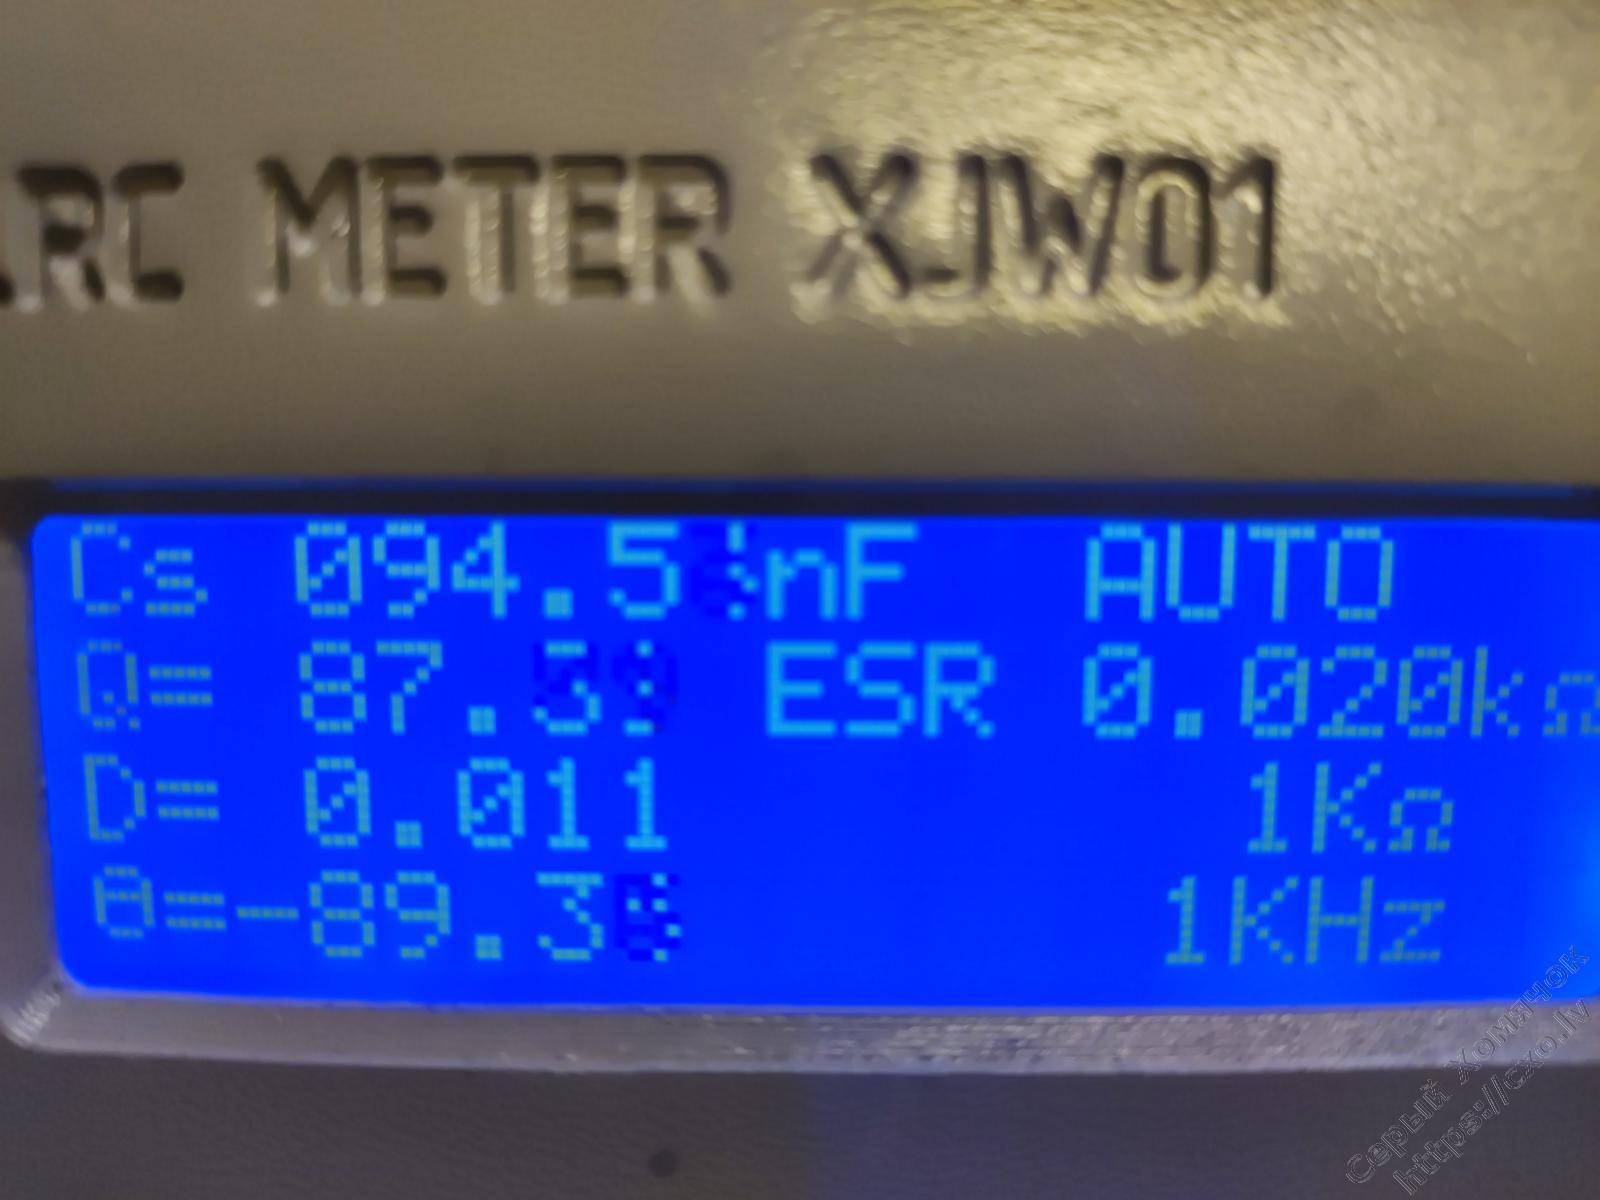 LRC METER XJW01
Cs 094.5 nF AUTO
Q= 87. ESR 0.020kΩ
D= 0.011 1KΩ
θ=-89.3 1KHz
Серый Хомячок
https://cxo.lv